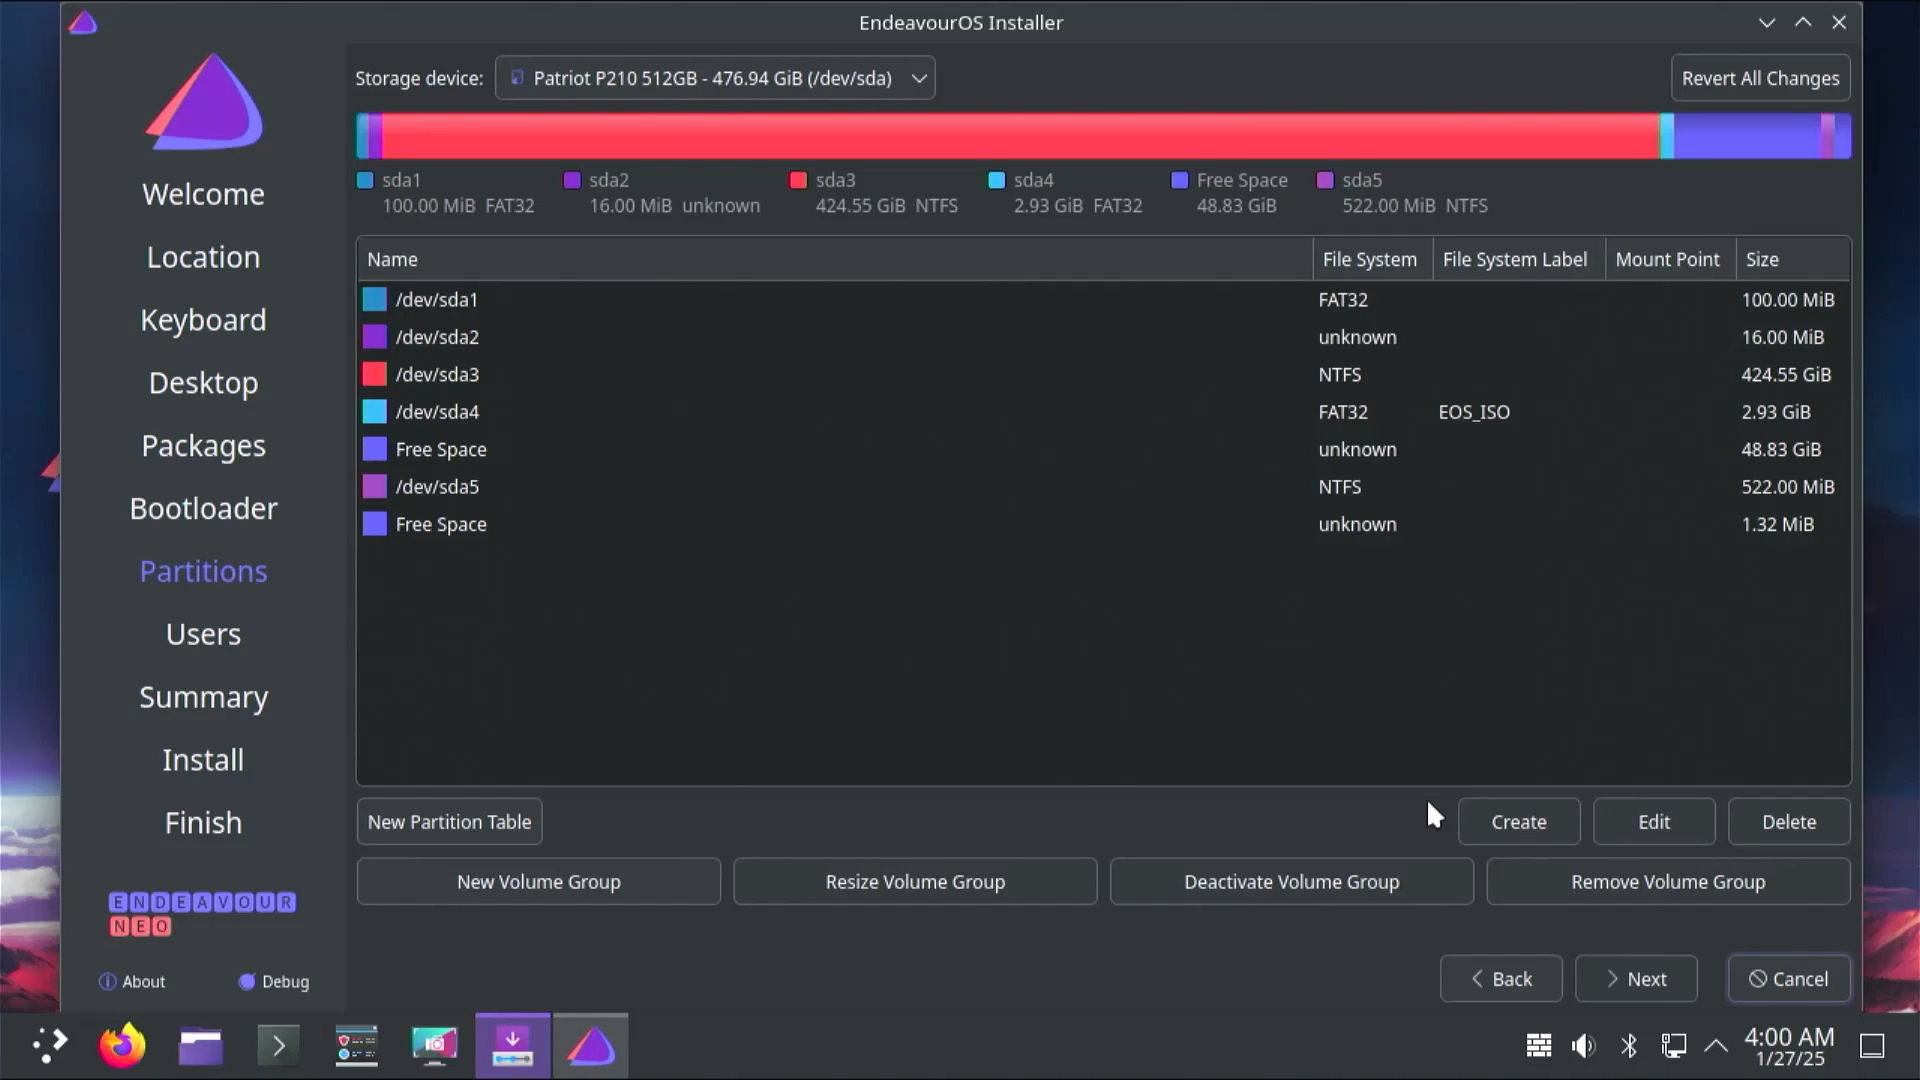 EndeavourOS Installer
Storage device: Patriot P210 512GB - 476.94 GiB (/dev/sda) Revert All Changes
sda1 sda2 sda3 sda4 Free Space sda5
100.00 MiB FAT32 16.00 MiB unknown 424.55 GiB NTFS 2.93 GiB FAT32 48.83 GiB 522.00 MiB NTFS
Welcome
Location
Keyboard
Desktop
Packages
Bootloader
Partitions
Users
Summary
Install
Finish
ENDEAVOUR
NEO
About Debug
Name File System File System Label Mount Point Size
/dev/sda1 FAT32 100.00 MiB
/dev/sda2 unknown 16.00 MiB
/dev/sda3 NTFS 424.55 GiB
/dev/sda4 FAT32 EOS_ISO 2.93 GiB
Free Space unknown 48.83 GiB
/dev/sda5 NTFS 522.00 MiB
Free Space unknown 1.32 MiB
New Partition Table Create Edit Delete
New Volume Group Resize Volume Group Deactivate Volume Group Remove Volume Group
Back Next Cancel
4:00 AM
1/27/25